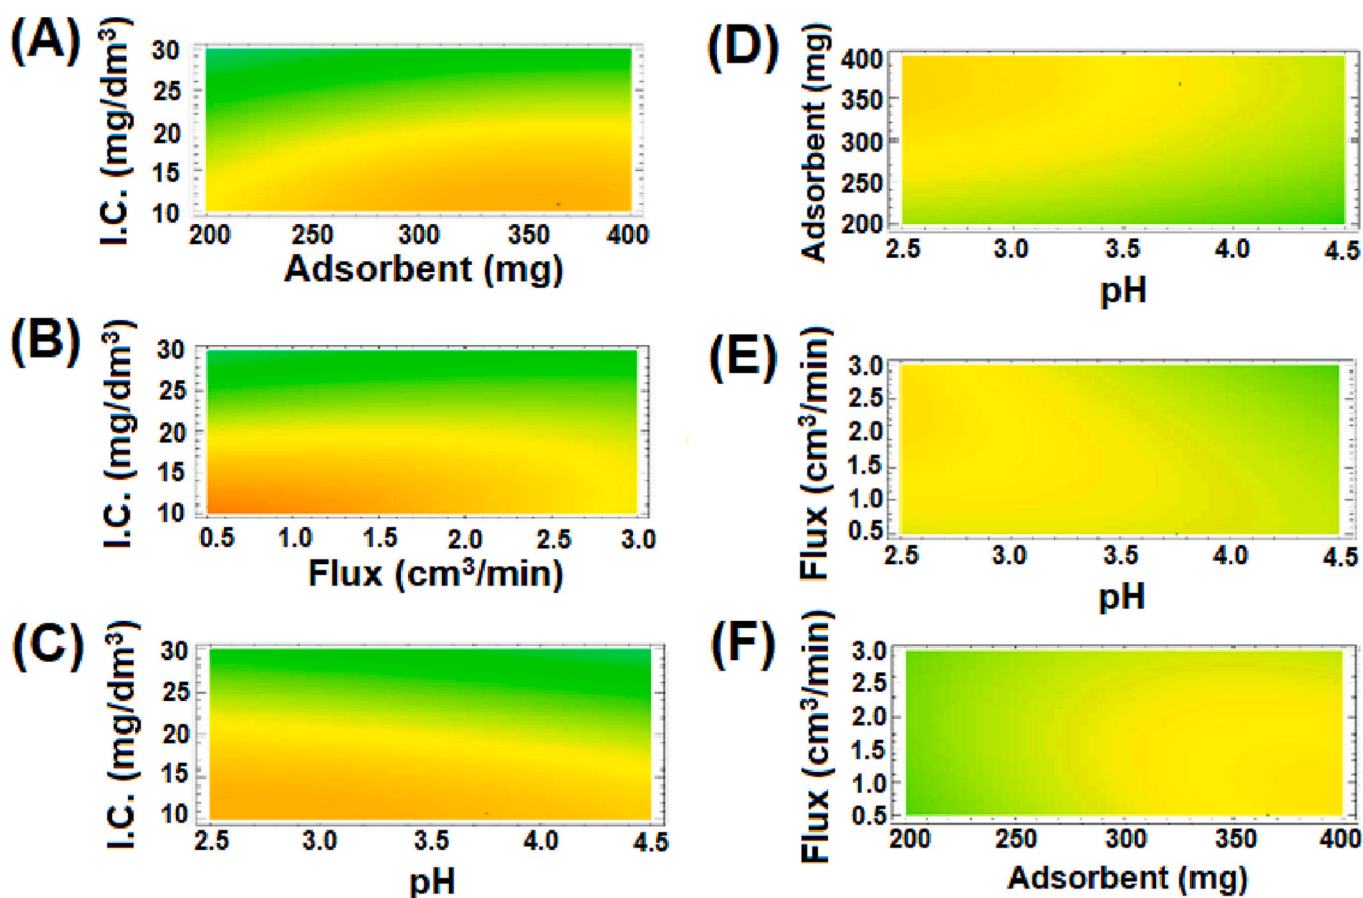 (A)
I.C. (mg/dm³)
30
25
20
15
10
200 250 300 350 400
Adsorbent (mg)
(B)
I.C. (mg/dm³)
30
25
20
15
10
0.5 1.0 1.5 2.0 2.5 3.0
Flux (cm³/min)
(C)
I.C. (mg/dm³)
30
25
20
15
10
2.5 3.0 3.5 4.0 4.5
pH
(D)
Adsorbent (mg)
400
350
300
250
200
2.5 3.0 3.5 4.0 4.5
pH
(E)
Flux (cm³/min)
3.0
2.5
2.0
1.5
1.0
0.5
2.5 3.0 3.5 4.0 4.5
pH
(F)
Flux (cm³/min)
3.0
2.0
1.5
1.0
0.5
200 250 300 350 400
Adsorbent (mg)